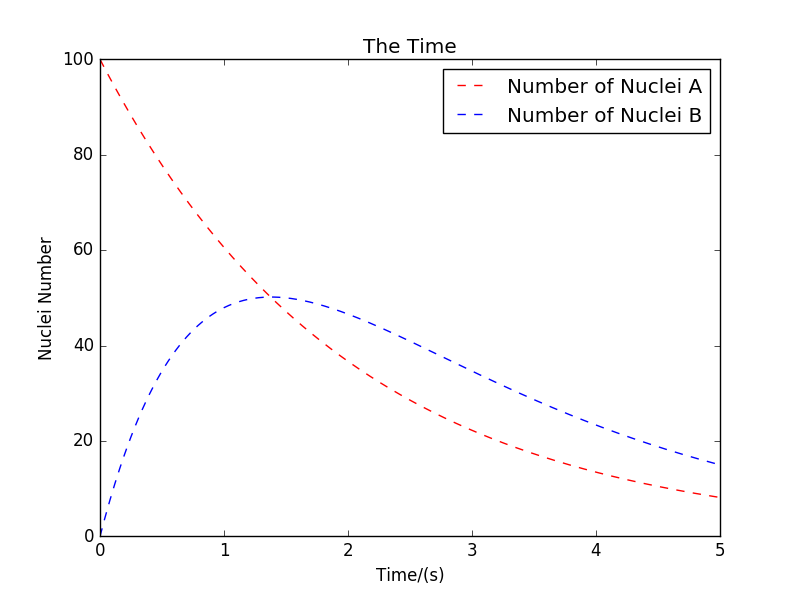 The Time
100
80
60
40
20
0
Nuclei Number
Number of Nuclei A
Number of Nuclei B
0 1 2 3 4 5
Time/(s)